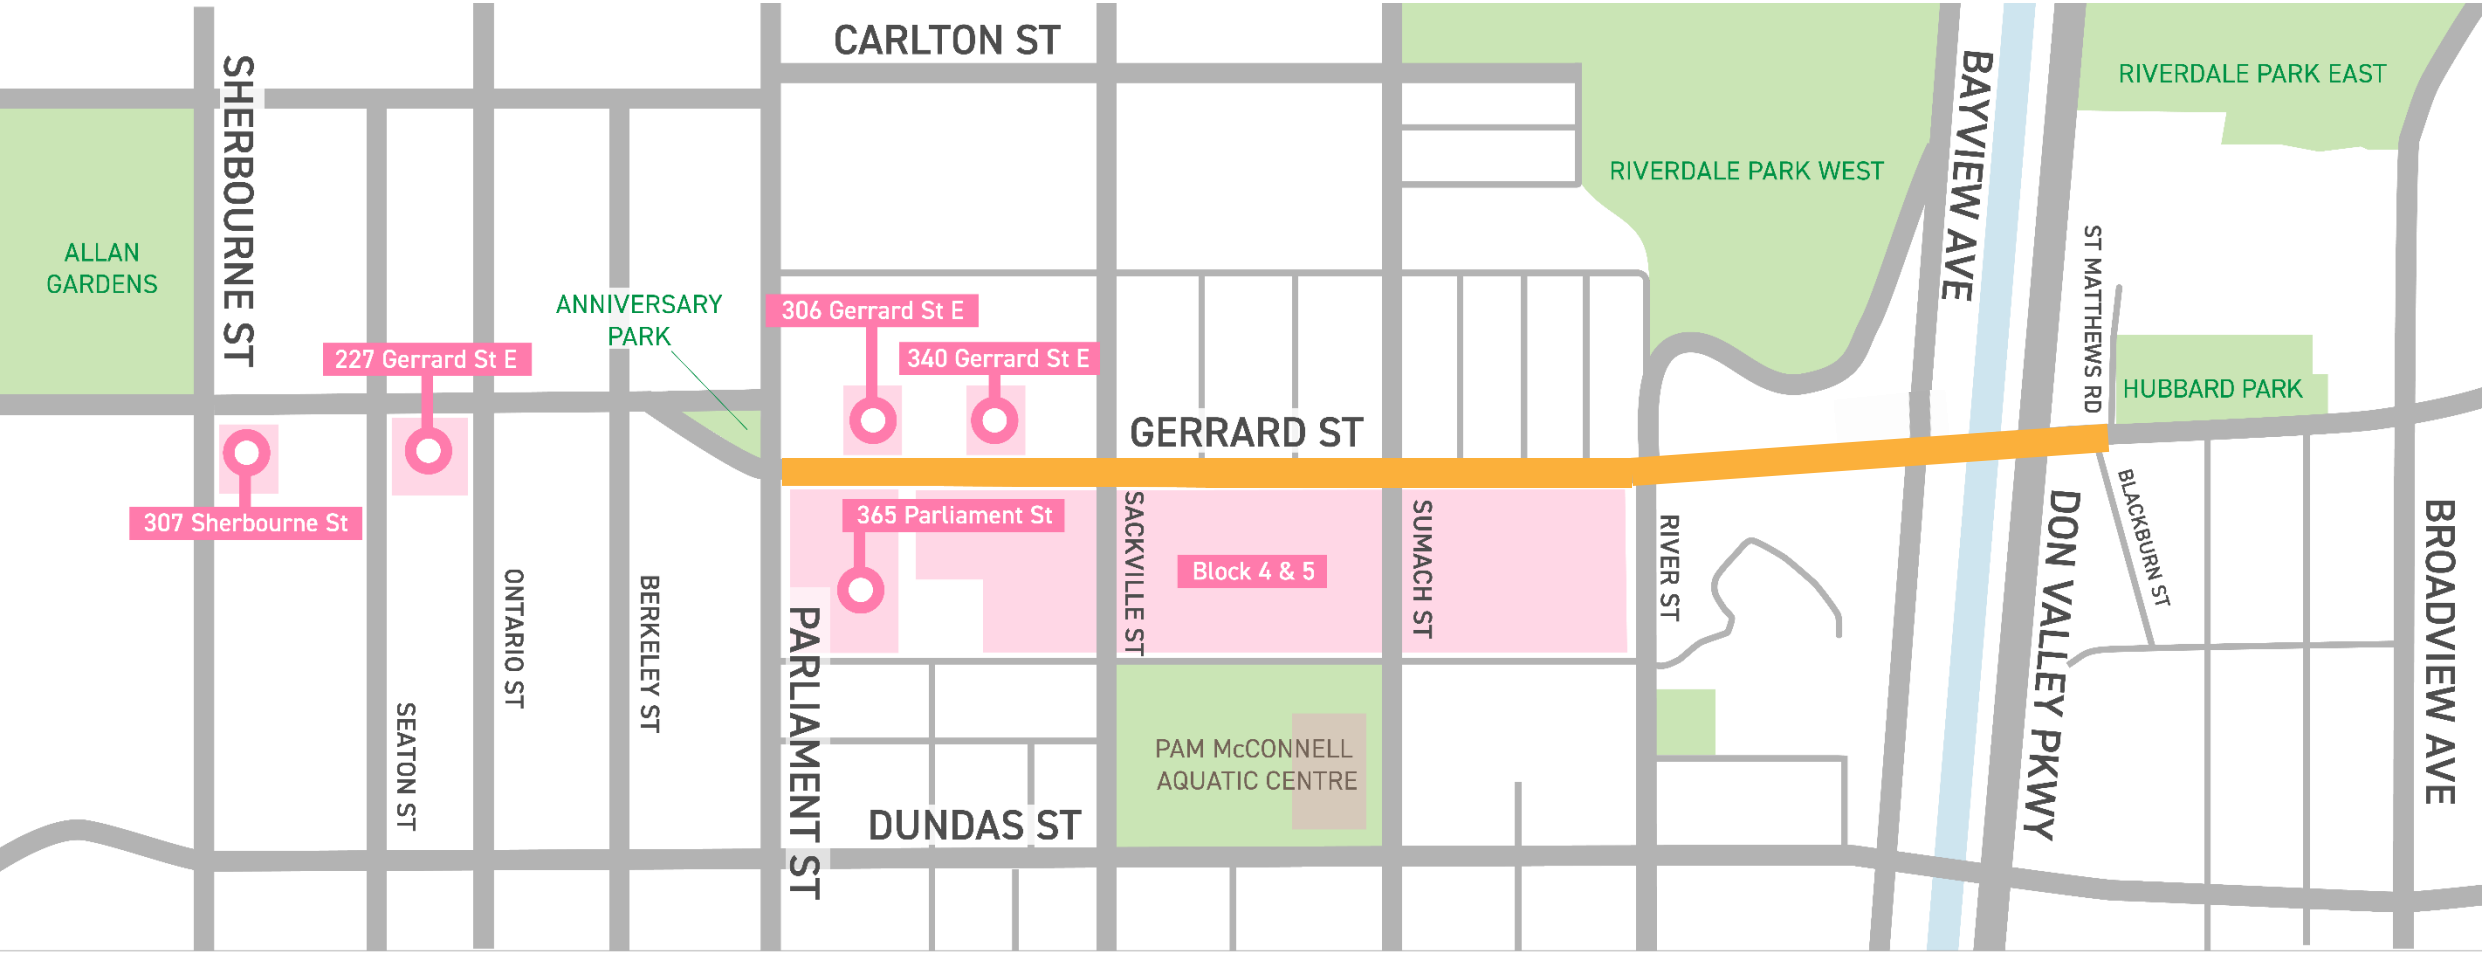 CARLTON ST
SHERBOURNE ST
BAYVIEW AVE
RIVERDALE PARK EAST
RIVERDALE PARK WEST
ALLAN
GARDENS
ST MATTHEWS RD
ANNIVERSARY
PARK
306 Gerrard St E
227 Gerrard St E
340 Gerrard St E
HUBBARD PARK
GERRARD ST
307 Sherbourne St
365 Parliament St
SACKVILLE ST
Block 4 & 5
SUMACH ST
RIVER ST
DON VALLEY PKWY
BLACKBURN ST
BROADVIEW AVE
ONTARIO ST
BERKELEY ST
PARLIAMENT ST
SEATON ST
PAM McCONNELL
AQUATIC CENTRE
DUNDAS ST